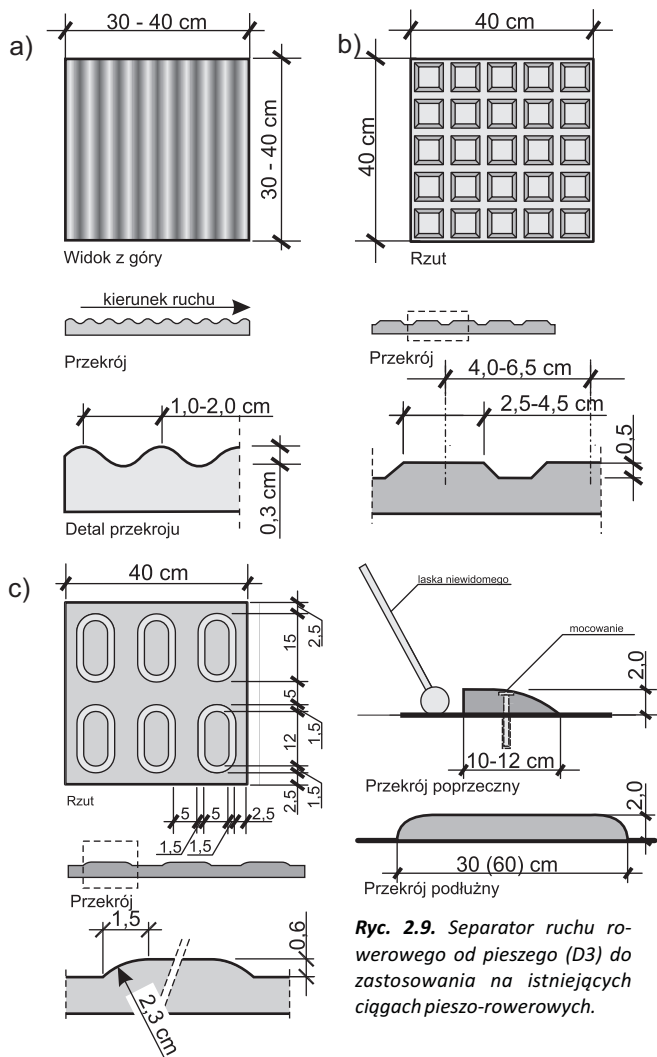 a)
30 - 40 cm
30 - 40 cm
Widok z góry
kierunek ruchu
Przekrój
1,0-2,0 cm
0,3 cm
Detal przekroju
b)
40 cm
40 cm
Rzut
Przekrój
4,0-6,5 cm
2,5-4,5 cm
0,5
c)
40 cm
2,5
15
5
1,5
12
1,5
2,5
Rzut
5 5 2,5
1,5 1,5
Przekrój
1,5
0,6
2,3 cm
laska niewidomego
mocowanie
2,0
10-12 cm
Przekrój poprzeczny
2,0
30 (60) cm
Przekrój podłużny
Ryc. 2.9. Separator ruchu ro-
werowego od pieszego (D3) do
zastosowania na istniejących
ciągach pieszo-rowerowych.